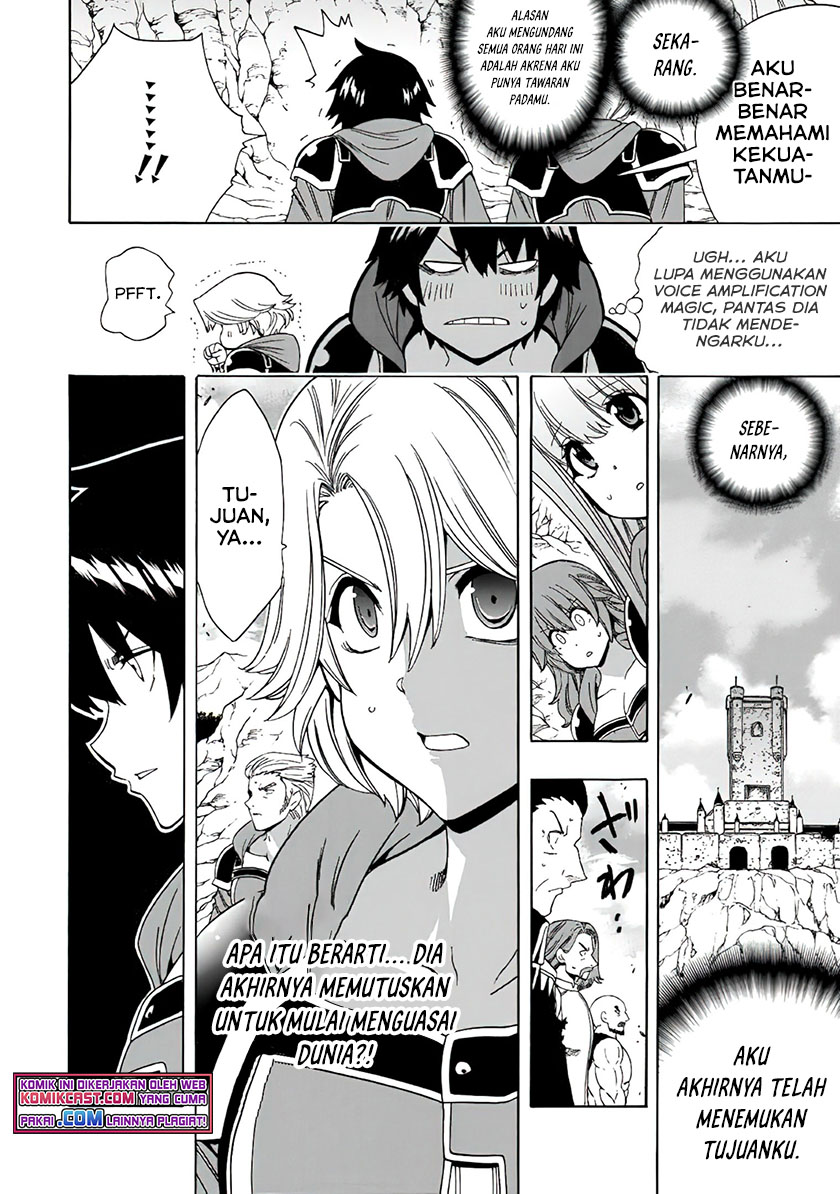 AKU
BENAR-
BENAR
MEMAHAMI
KEKUA-
TANMU-
SEKA-
RANG.
ALASAN
AKU MENGUNDANG
SEMUA ORANG HARI INI
ADALAH AKRENA AKU
PUNYA TAWARAN
PADAMU.
!!
UGH... AKU
LUPA MENGGUNAKAN
VOICE AMPLIFICATION
MAGIC, PANTAS DIA
TIDAK MENDE-
NGARKU...
PFFT.
SEBE-
NARNYA,
AKU
AKHIRNYA TELAH
MENEMUKAN
TUJUANKU.
ざわ…
TU-
JUAN,
YA...
APA ITU BERARTI....DIA
AKHIRNYA MEMUTUSKAN
UNTUK MULAI MENGUASAI
DUNIA?!
KOMIK INI DIKERJAKAN OLEH WEB
KOMIKCAST.COM YANG CUMA
PAKAI .COM LAINNYA PLAGIAT!